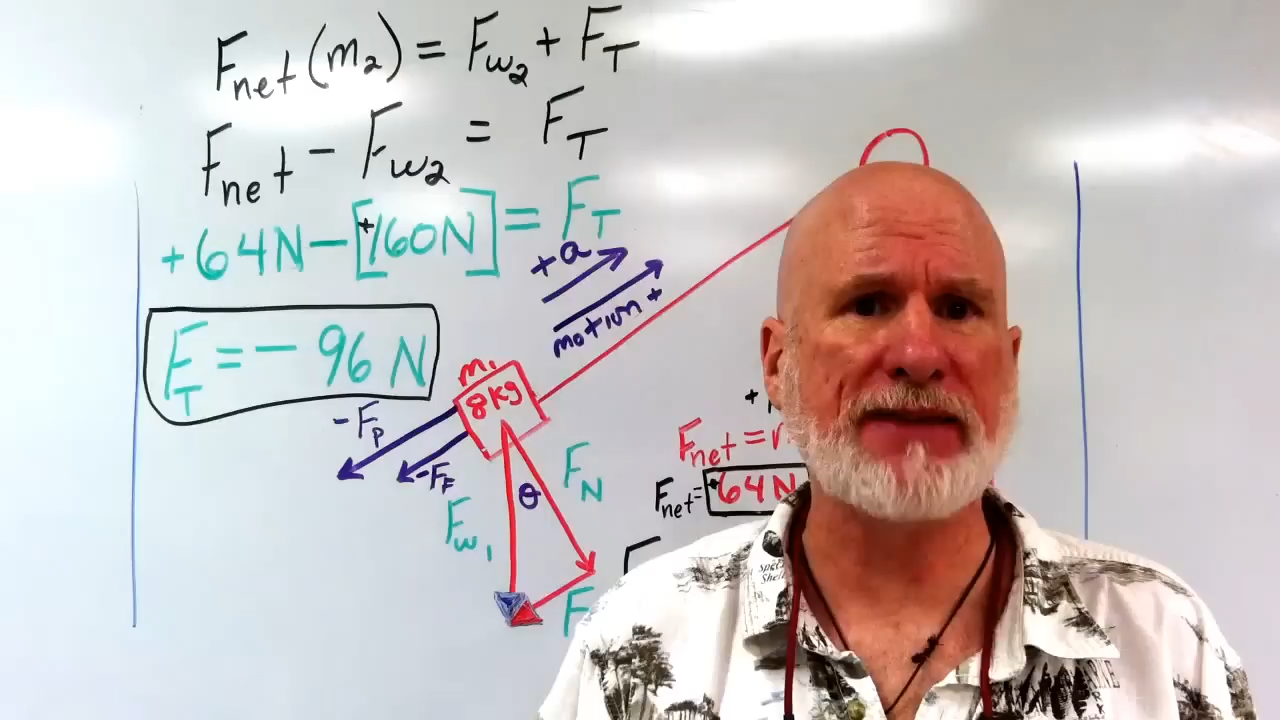 Fnet(m₂) = Fw₂ + FT
Fnet − Fw₂ = FT
+64N − [+160N] = FT
+a
motion +
FT = − 96 N
m₁
8kg
−Fp
−FF
θ
FN
Fw₁
Fnet =
Fnet = +64N
F